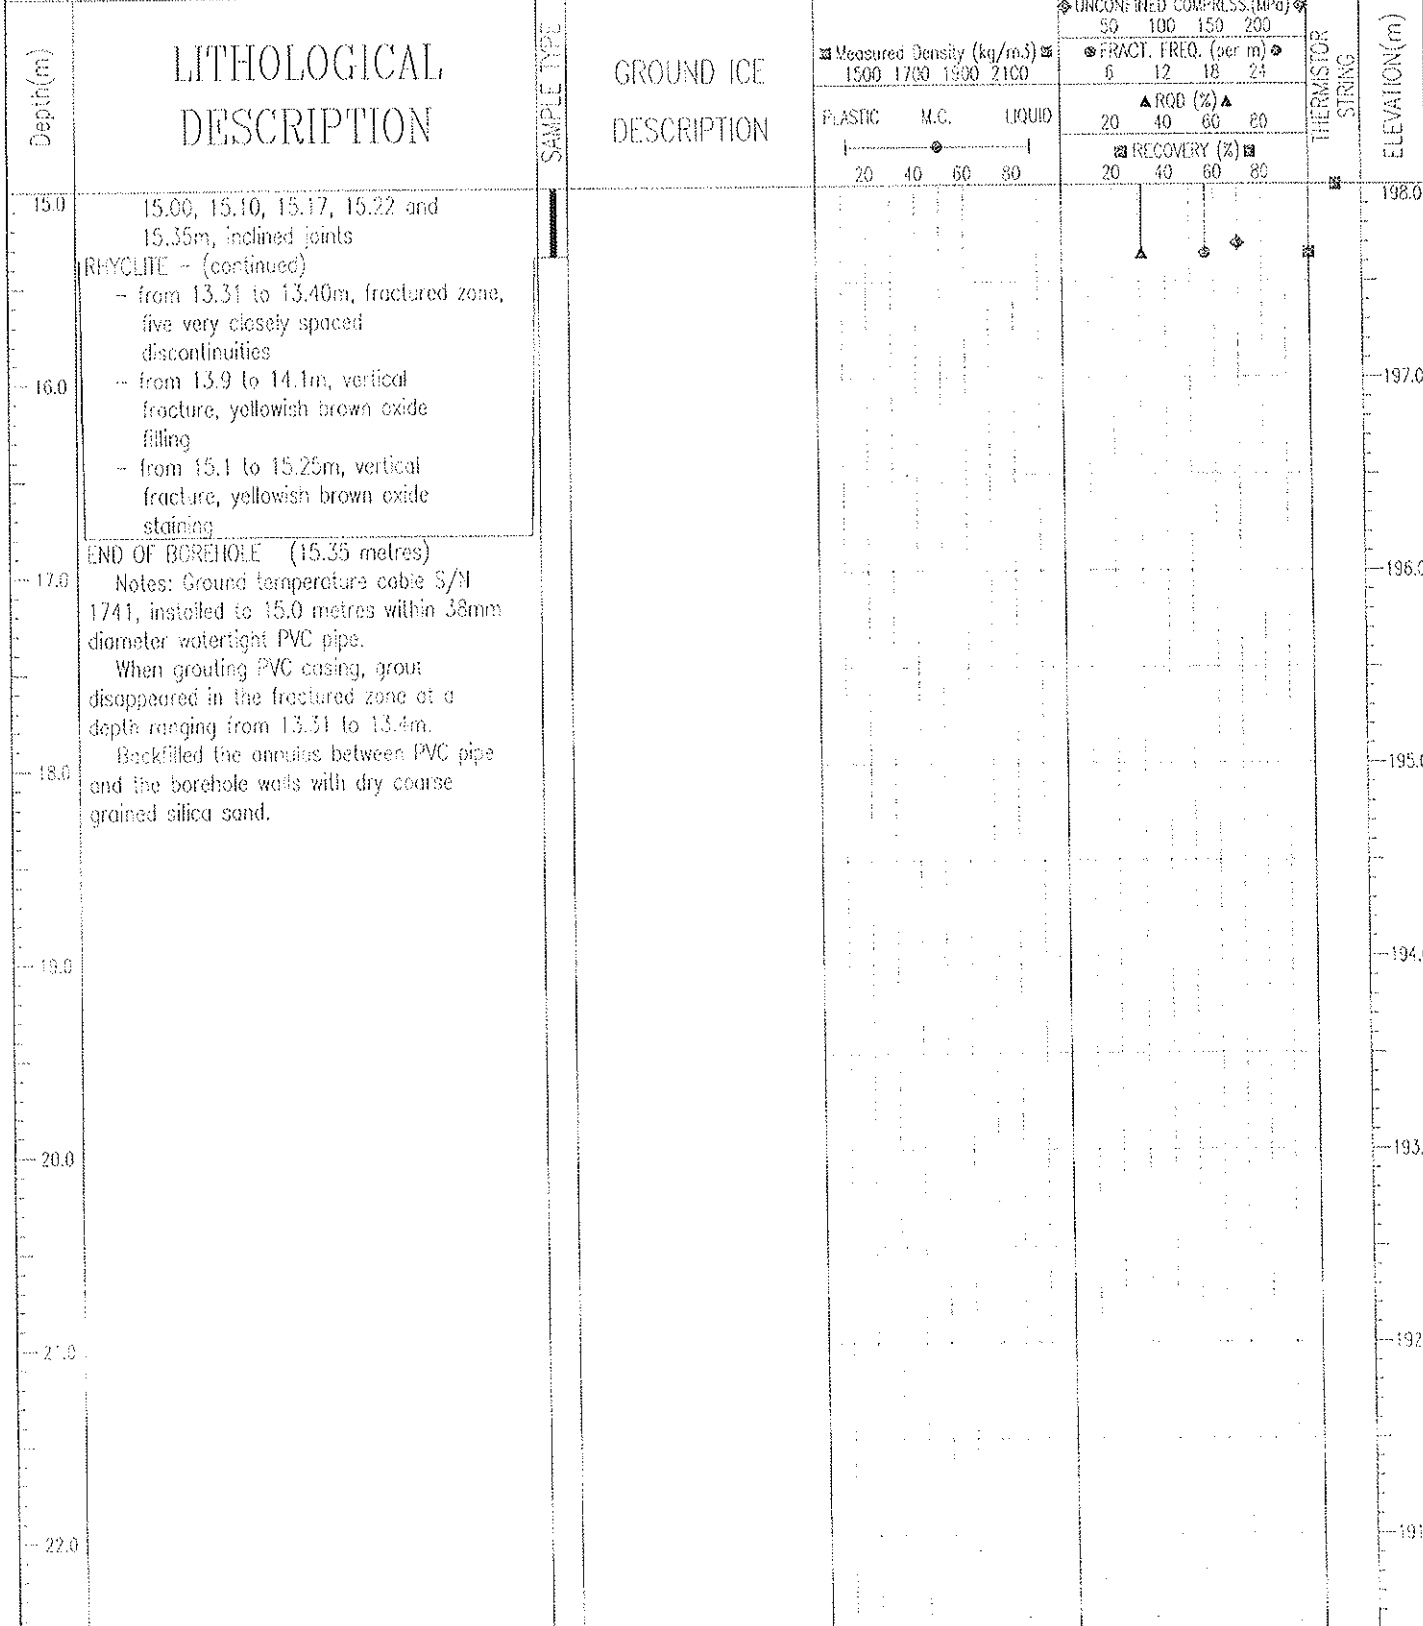 Depth(m)
LITHOLOGICAL
DESCRIPTION
SAMPLE TYPE
GROUND ICE
DESCRIPTION
Measured Density (kg/m3)
1500 1700 1900 2100
PLASTIC M.C. LIQUID
20 40 60 80
UNCONFINED COMPRESS.(MPa)
50 100 150 200
FRACT. FREQ. (per m)
6 12 18 24
RQD (%)
20 40 60 80
RECOVERY (%)
20 40 60 80
THERMISTOR
STRING
ELEVATION(m)
15.0
15.00, 15.10, 15.17, 15.22 and
15.35m, inclined joints
RHYOLITE - (continued)
- from 13.31 to 13.40m, fractured zone,
five very closely spaced
discontinuities
- from 13.9 to 14.1m, vertical
fracture, yellowish brown oxide
filling
- from 15.1 to 15.25m, vertical
fracture, yellowish brown oxide
staining
END OF BOREHOLE (15.35 metres)
Notes: Ground temperature cable S/N
1741, installed to 15.0 metres within 38mm
diameter watertight PVC pipe.
When grouting PVC casing, grout
disappeared in the fractured zone at a
depth ranging from 13.31 to 13.4m.
Backfilled the annulus between PVC pipe
and the borehole walls with dry coarse
grained silica sand.
16.0
17.0
18.0
19.0
20.0
21.0
22.0
198.0
197.0
196.0
195.0
194.
193.
192
191